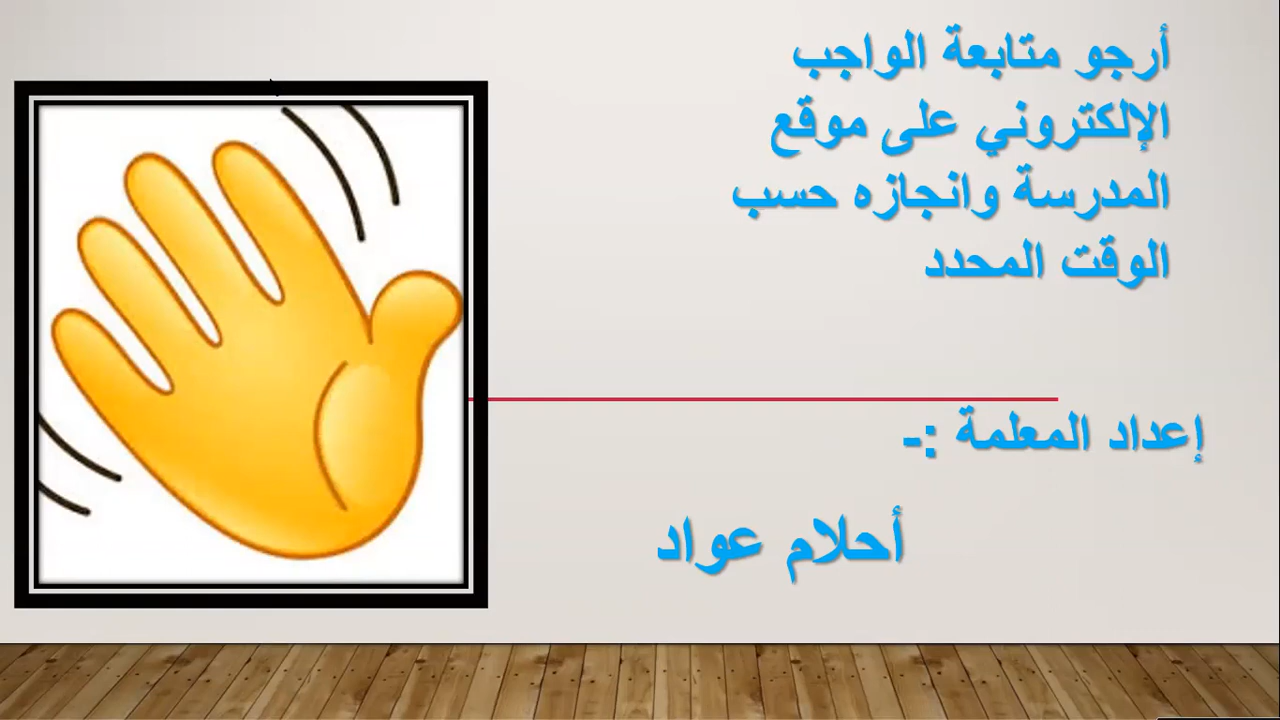 أرجو متابعة الواجب
الإلكتروني على موقع
المدرسة وانجازه حسب
الوقت المحدد
إعداد المعلمة :-
أحلام عواد